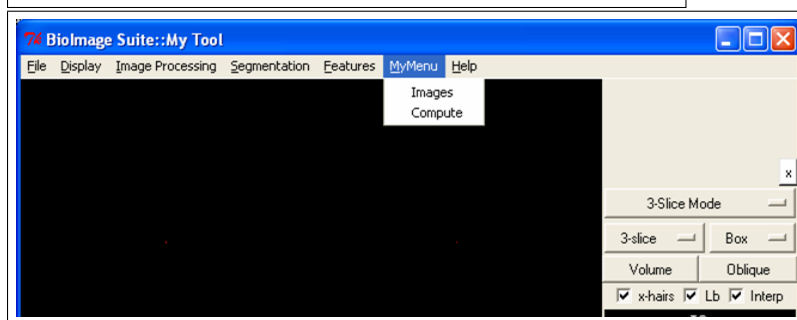 BioImage Suite::My Tool
File Display Image Processing Segmentation Features MyMenu Help
Images
Compute
x
3-Slice Mode
3-slice Box
Volume Oblique
x-hairs Lb Interp